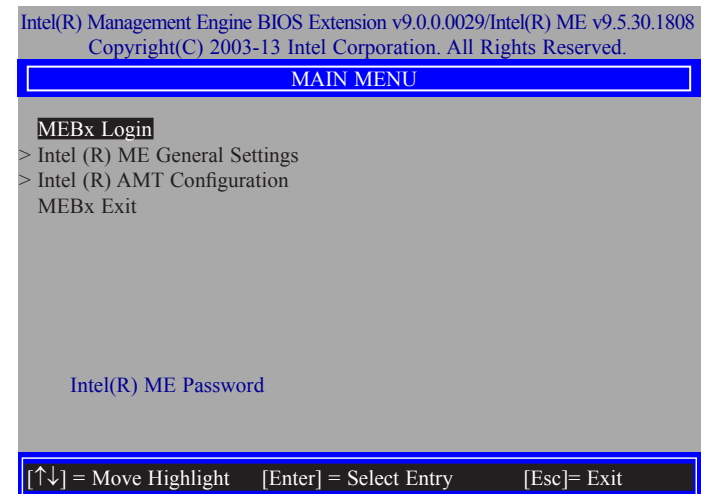 Intel(R) Management Engine BIOS Extension v9.0.0.0029/Intel(R) ME v9.5.30.1808
Copyright(C) 2003-13 Intel Corporation. All Rights Reserved.
MAIN MENU
MEBx Login
> Intel (R) ME General Settings
> Intel (R) AMT Configuration
MEBx Exit
Intel(R) ME Password
[↑↓] = Move Highlight [Enter] = Select Entry [Esc]= Exit